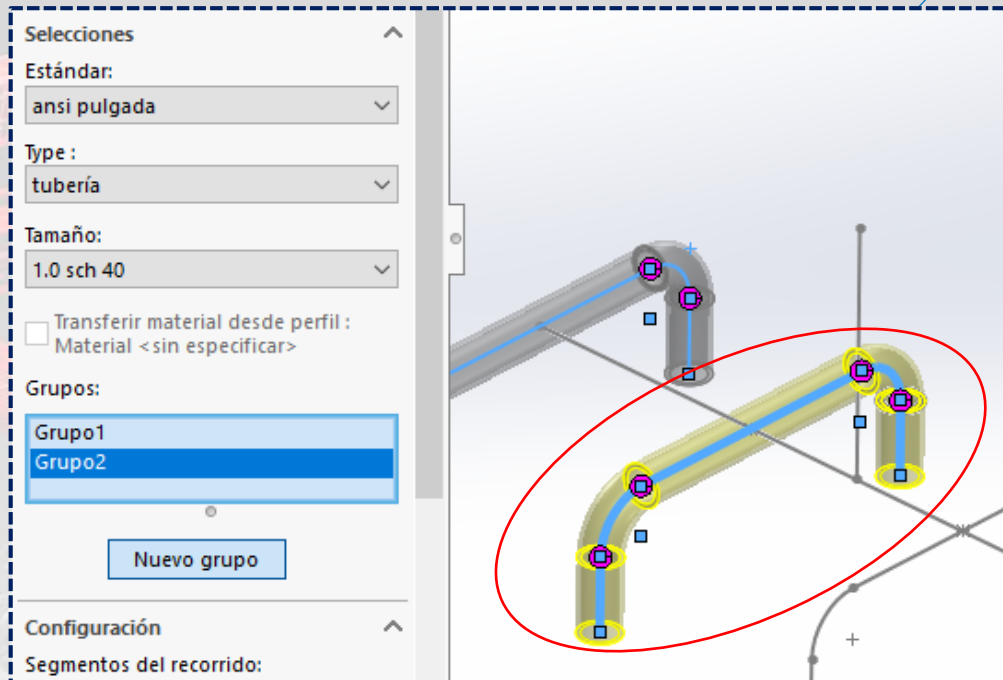 Selecciones
Estándar:
ansi pulgada
Type :
tubería
Tamaño:
1.0 sch 40
Transferir material desde perfil :
Material <sin especificar>
Grupos:
Grupo1
Grupo2
Nuevo grupo
Configuración
Segmentos del recorrido: